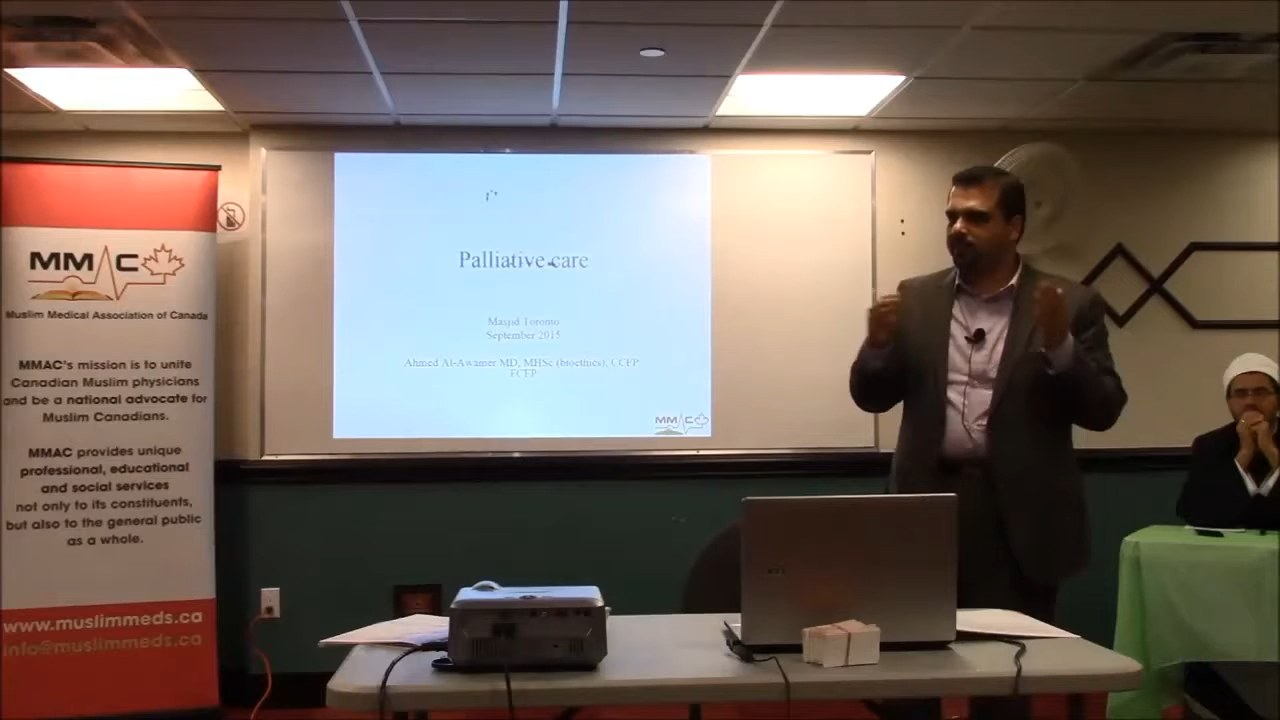 MMAC
Muslim Medical Association of Canada
MMAC's mission is to unite
Canadian Muslim physicians
and be a national advocate for
Muslim Canadians.
MMAC provides unique
professional, educational
and social services
not only to its constituents,
but also to the general public
as a whole.
www.muslimmeds.ca
info@muslimmeds.ca
Palliative care
Masjid Toronto
September 2015
Ahmed Al-Awamer MD, MHSc (bioethics), CCFP
FCFP
MMAC